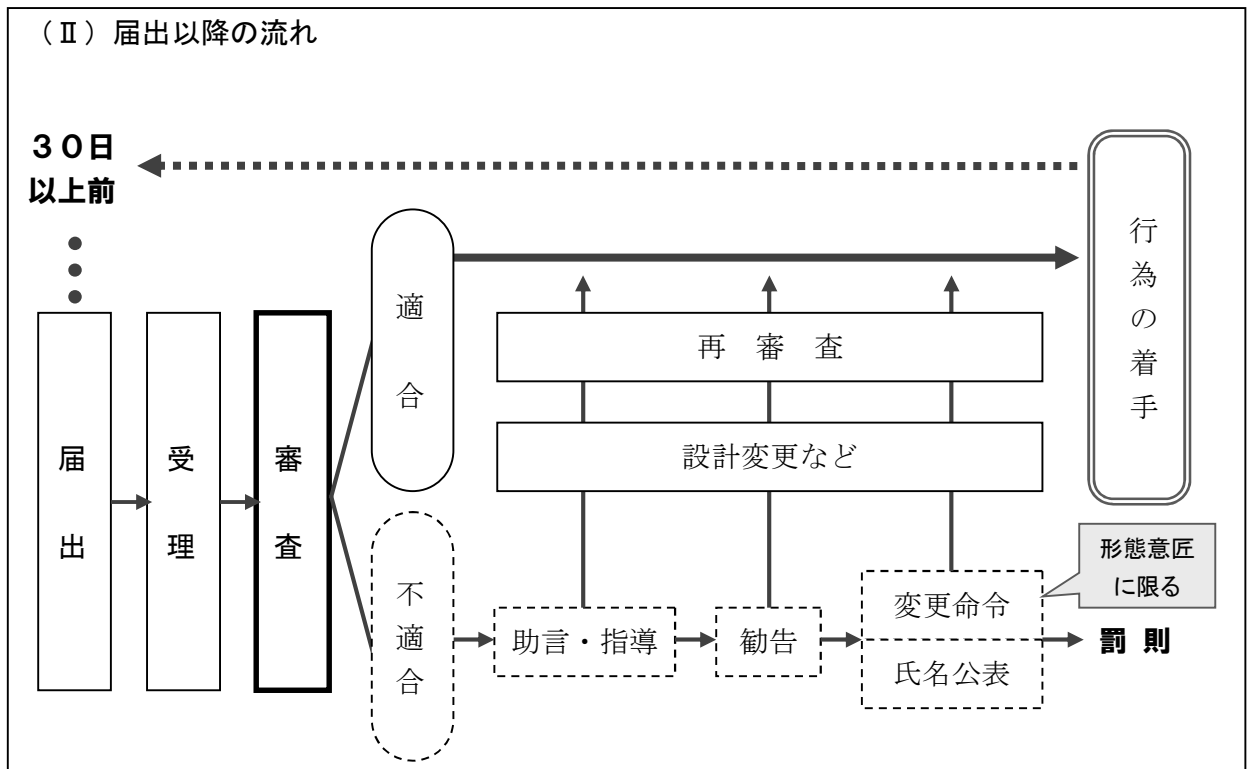 （Ⅱ）届出以降の流れ
３０日
以上前
行為の着手
適合
再　審　査
設計変更など
届出
受理
審査
不適合
形態意匠
に限る
助言・指導
勧告
変更命令
氏名公表
罰 則